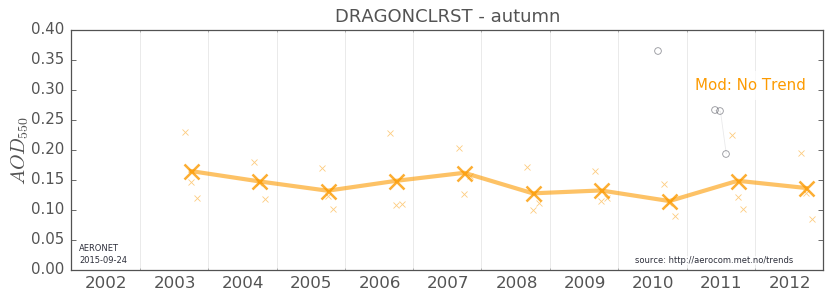 DRAGONCLRST - autumn
0.40
0.35
0.30
0.25
0.20
0.15
0.10
0.05
0.00
AOD550
Mod: No Trend
AERONET
2015-09-24
source: http://aerocom.met.no/trends
2002 2003 2004 2005 2006 2007 2008 2009 2010 2011 2012